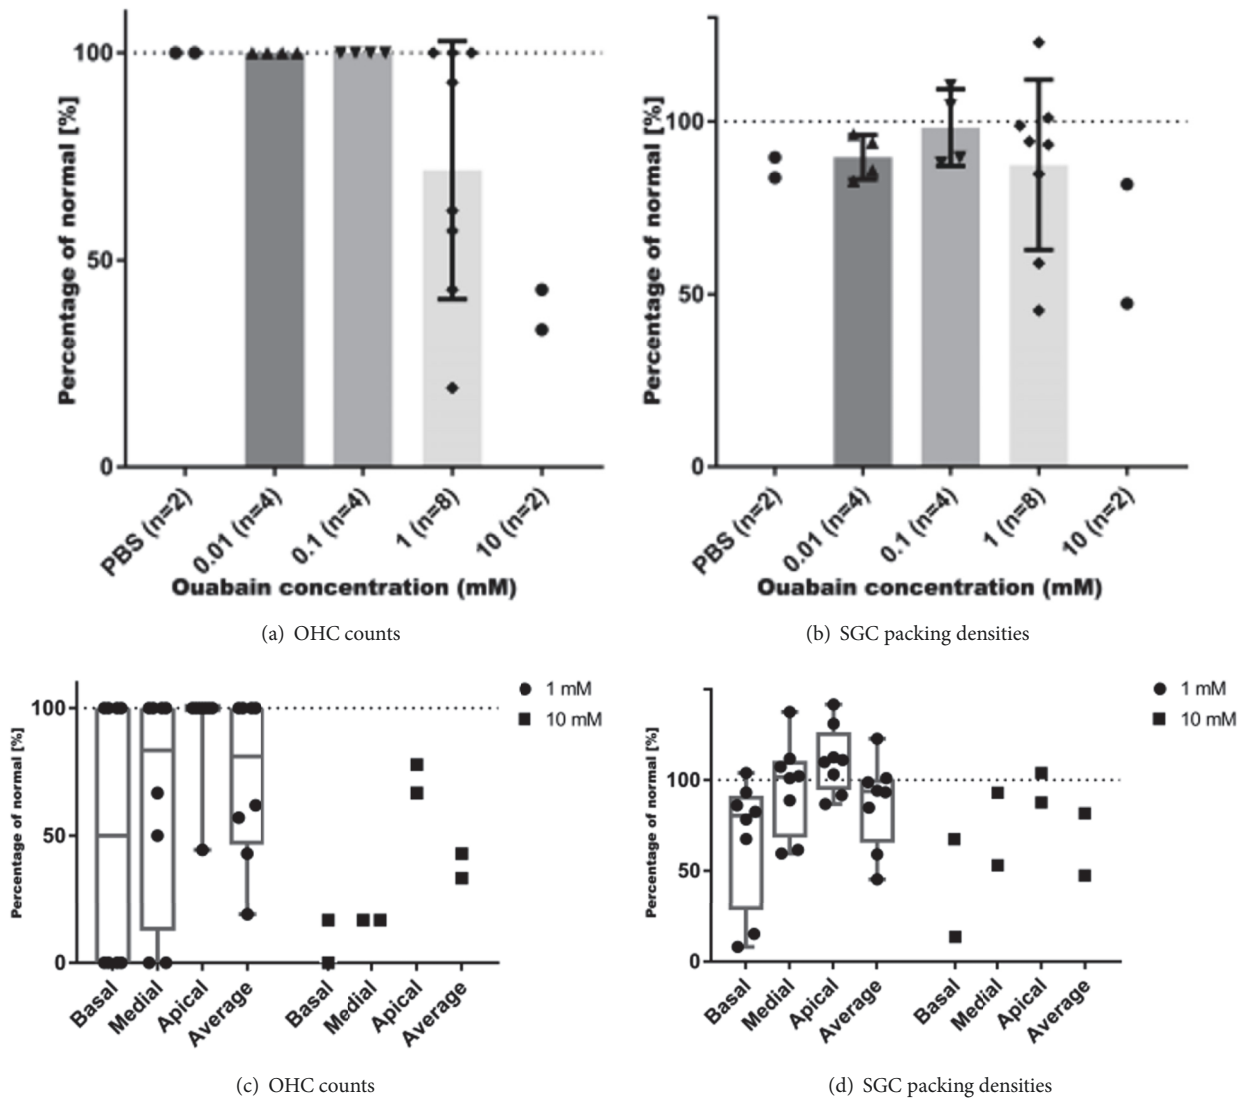 Percentage of normal [%]
100
50
0
PBS (n=2)
0.01 (n=4)
0.1 (n=4)
1 (n=8)
10 (n=2)
Ouabain concentration (mM)
(a) OHC counts
Percentage of normal [%]
100
50
0
PBS (n=2)
0.01 (n=4)
0.1 (n=4)
1 (n=8)
10 (n=2)
Ouabain concentration (mM)
(b) SGC packing densities
Percentage of normal [%]
100
50
0
1 mM
10 mM
Basal
Medial
Apical
Average
Basal
Medial
Apical
Average
(c) OHC counts
Percentage of normal [%]
100
50
0
1 mM
10 mM
Basal
Medial
Apical
Average
Basal
Medial
Apical
Average
(d) SGC packing densities